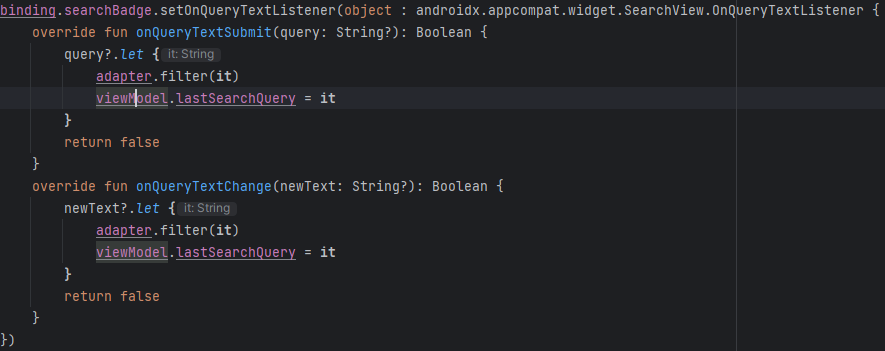 binding.searchBadge.setOnQueryTextListener(object : androidx.appcompat.widget.SearchView.OnQueryTextListener {
    override fun onQueryTextSubmit(query: String?): Boolean {
        query?.let { it: String
            adapter.filter(it)
            viewModel.lastSearchQuery = it
        }
        return false
    }
    override fun onQueryTextChange(newText: String?): Boolean {
        newText?.let { it: String
            adapter.filter(it)
            viewModel.lastSearchQuery = it
        }
        return false
    }
})